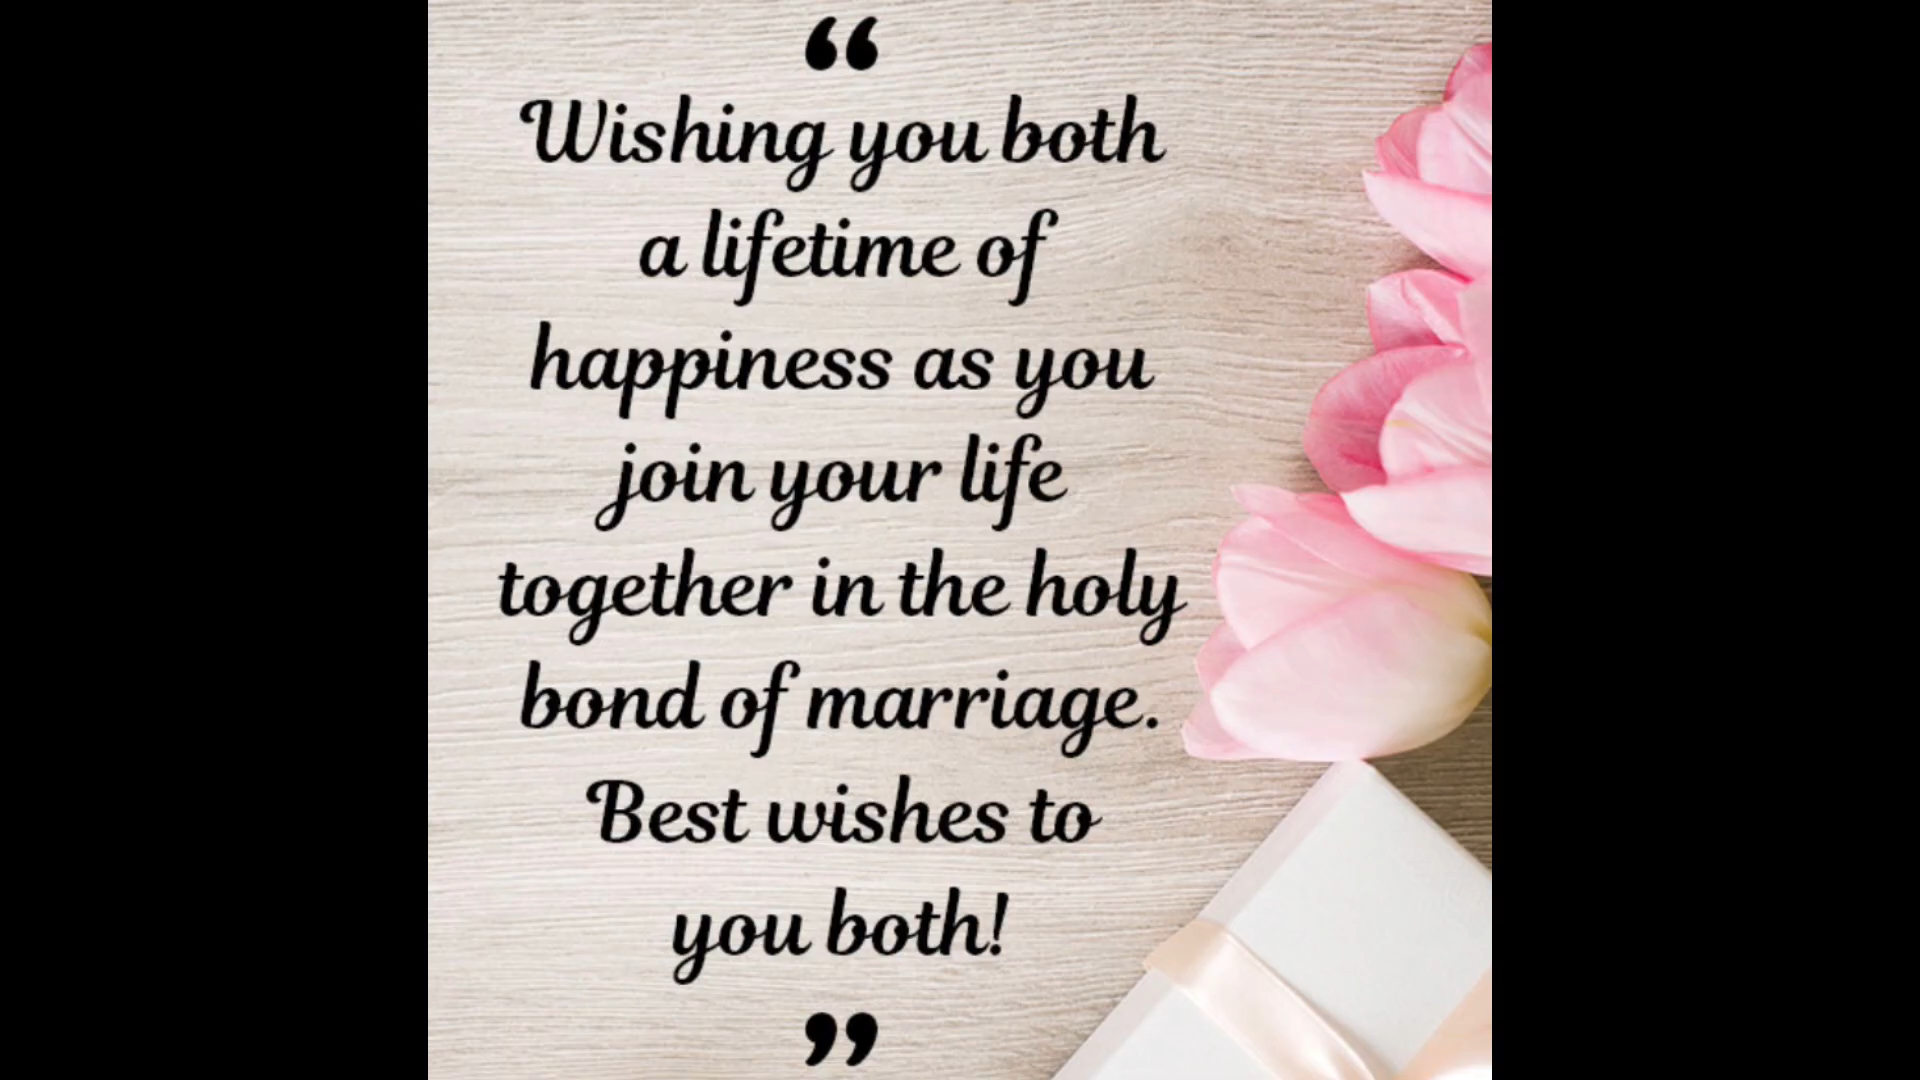 “
Wishing you both
a lifetime of
happiness as you
join your life
together in the holy
bond of marriage.
Best wishes to
you both!
”